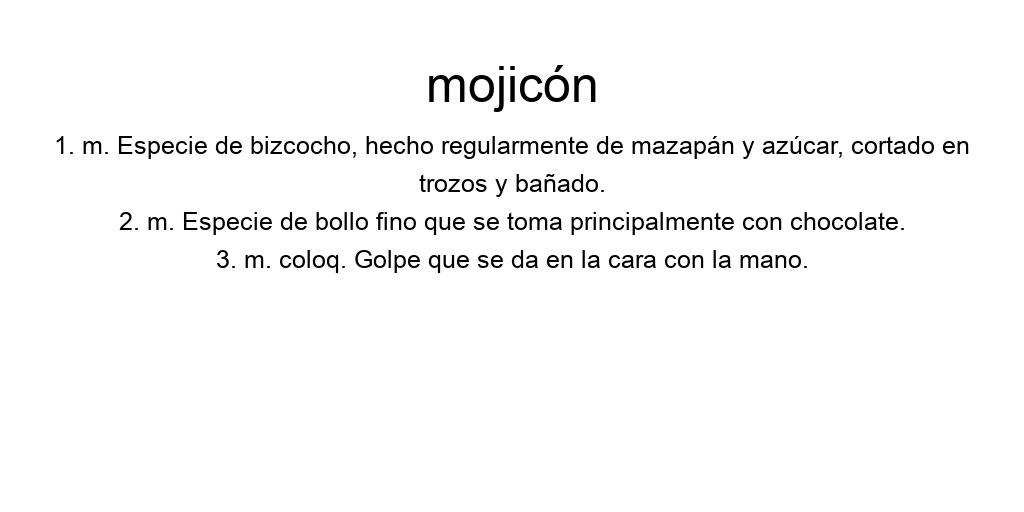 mojicón
1. m. Especie de bizcocho, hecho regularmente de mazapán y azúcar, cortado en
trozos y bañado.
2. m. Especie de bollo fino que se toma principalmente con chocolate.
3. m. coloq. Golpe que se da en la cara con la mano.